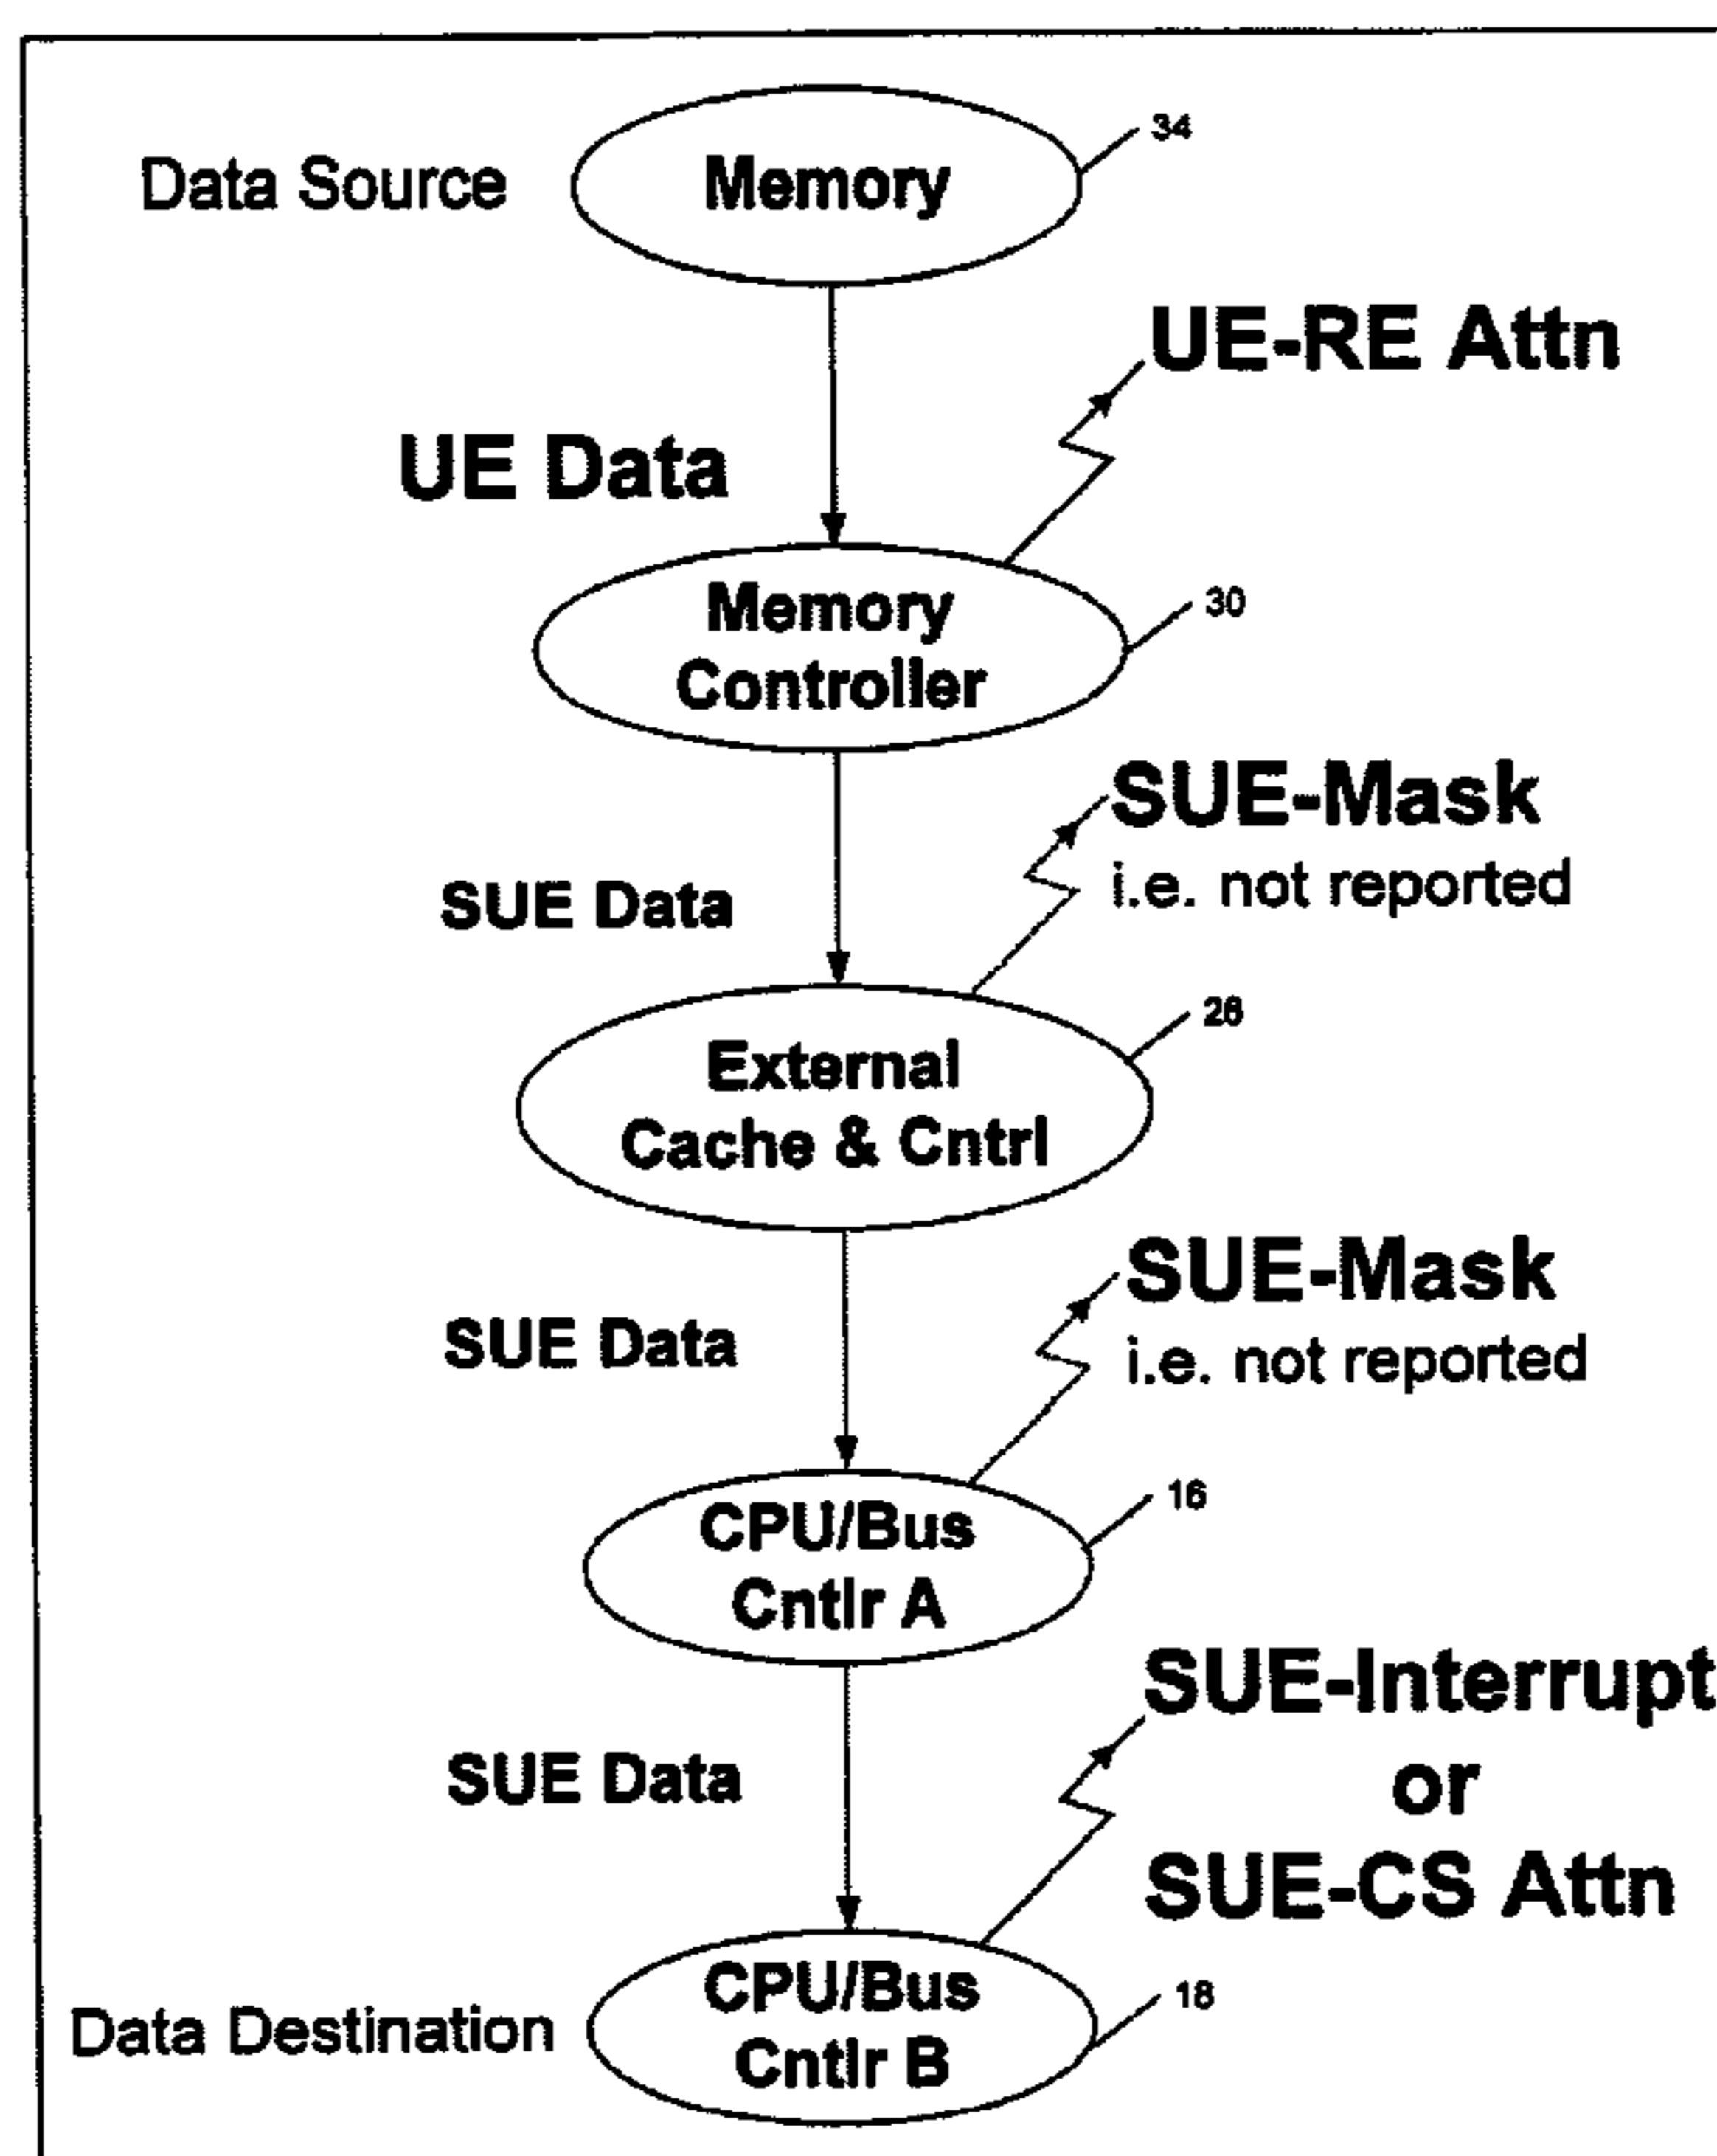 34
Data Source
Memory
UE-RE Attn
UE Data
Memory
Controller
30
SUE-Mask
i.e. not reported
SUE Data
External
Cache & Cntrl
SUE-Mask
i.e. not reported
SUE Data
CPU/Bus
Cntlr A
16
SUE-Interrupt
or
SUE-CS Attn
SUE Data
CPU/Bus
Cntlr B
18
Data Destination